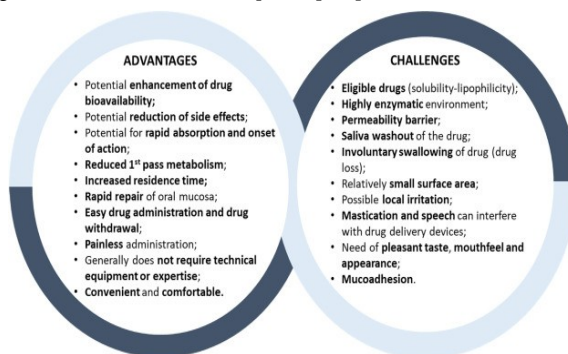 ADVANTAGES
• Potential enhancement of drug
bioavailability;
• Potential reduction of side effects;
• Potential for rapid absorption and onset
of action;
• Reduced 1st pass metabolism;
• Increased residence time;
• Rapid repair of oral mucosa;
• Easy drug administration and drug
withdrawal;
• Painless administration;
• Generally does not require technical
equipment or expertise;
• Convenient and comfortable.
CHALLENGES
• Eligible drugs (solubility-lipophilicity);
• Highly enzymatic environment;
• Permeability barrier;
• Saliva washout of the drug;
• Involuntary swallowing of drug (drug
loss);
• Relatively small surface area;
• Possible local irritation;
• Mastication and speech can interfere
with drug delivery devices;
• Need of pleasant taste, mouthfeel and
appearance;
• Mucoadhesion.